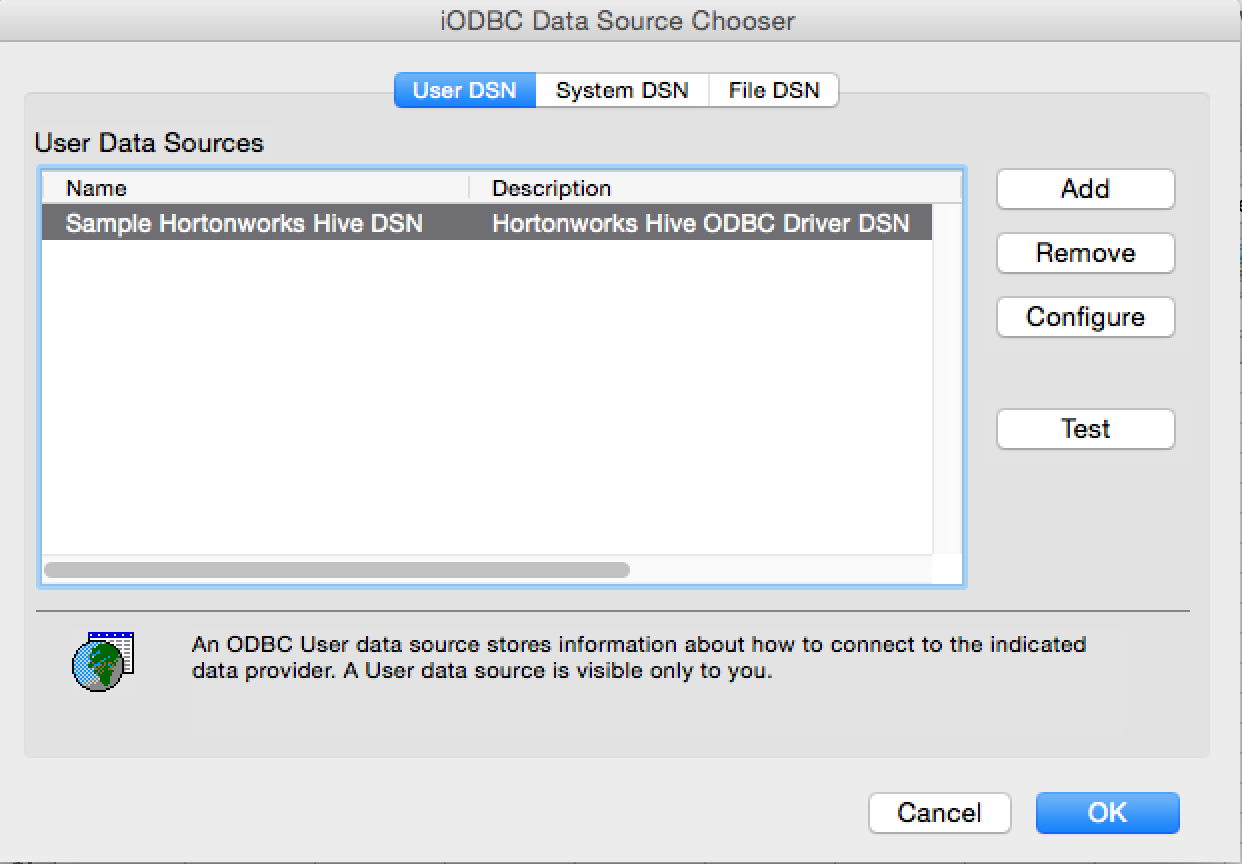 iODBC Data Source Chooser
User DSN System DSN File DSN
User Data Sources
Name Description
Sample Hortonworks Hive DSN Hortonworks Hive ODBC Driver DSN
Add
Remove
Configure
Test
An ODBC User data source stores information about how to connect to the indicated
data provider. A User data source is visible only to you.
Cancel OK